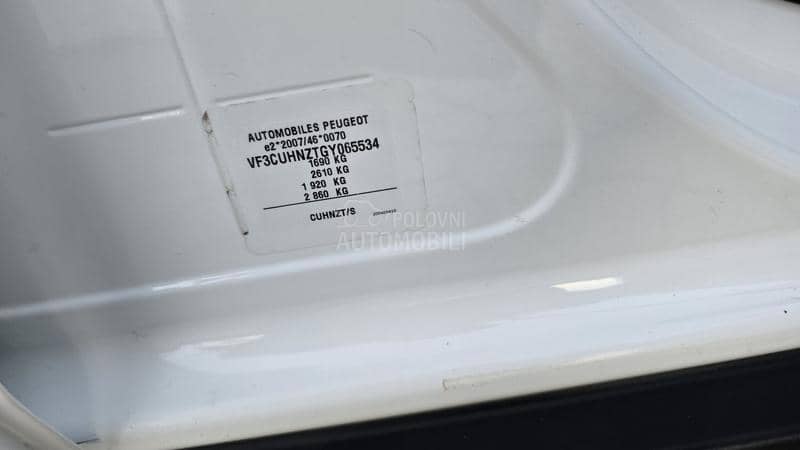 AUTOMOBILES PEUGEOT
e2*2007/46*0070
VF3CUHNZTGY065534
1690 KG
2610 KG
1 920 KG
2 860 KG
CUHNZT/S
POLOVNI
AUTOMOBILI